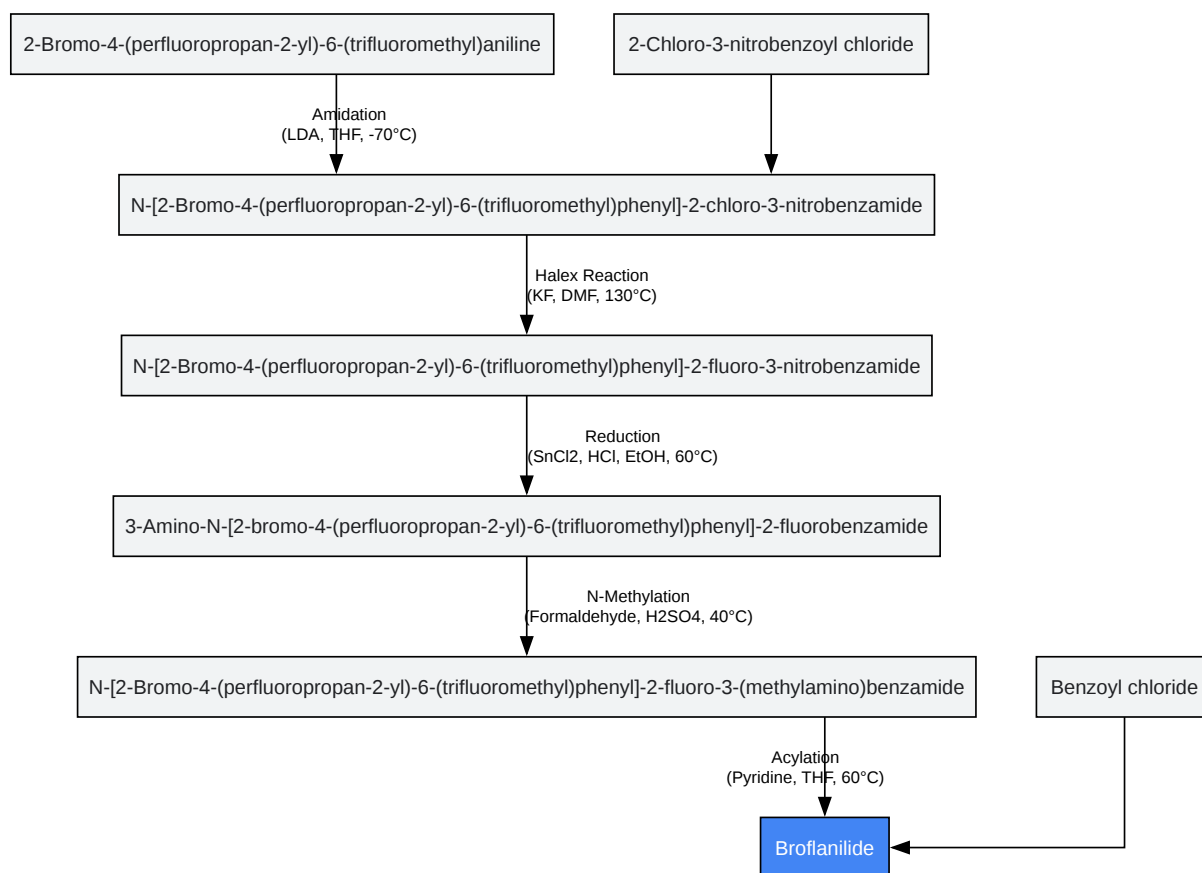 2-Bromo-4-(perfluoropropan-2-yl)-6-(trifluoromethyl)aniline
2-Chloro-3-nitrobenzoyl chloride
Amidation
(LDA, THF, -70°C)
N-[2-Bromo-4-(perfluoropropan-2-yl)-6-(trifluoromethyl)phenyl]-2-chloro-3-nitrobenzamide
Halex Reaction
(KF, DMF, 130°C)
N-[2-Bromo-4-(perfluoropropan-2-yl)-6-(trifluoromethyl)phenyl]-2-fluoro-3-nitrobenzamide
Reduction
(SnCl2, HCl, EtOH, 60°C)
3-Amino-N-[2-bromo-4-(perfluoropropan-2-yl)-6-(trifluoromethyl)phenyl]-2-fluorobenzamide
N-Methylation
(Formaldehyde, H2SO4, 40°C)
N-[2-Bromo-4-(perfluoropropan-2-yl)-6-(trifluoromethyl)phenyl]-2-fluoro-3-(methylamino)benzamide
Benzoyl chloride
Acylation
(Pyridine, THF, 60°C)
Broflanilide